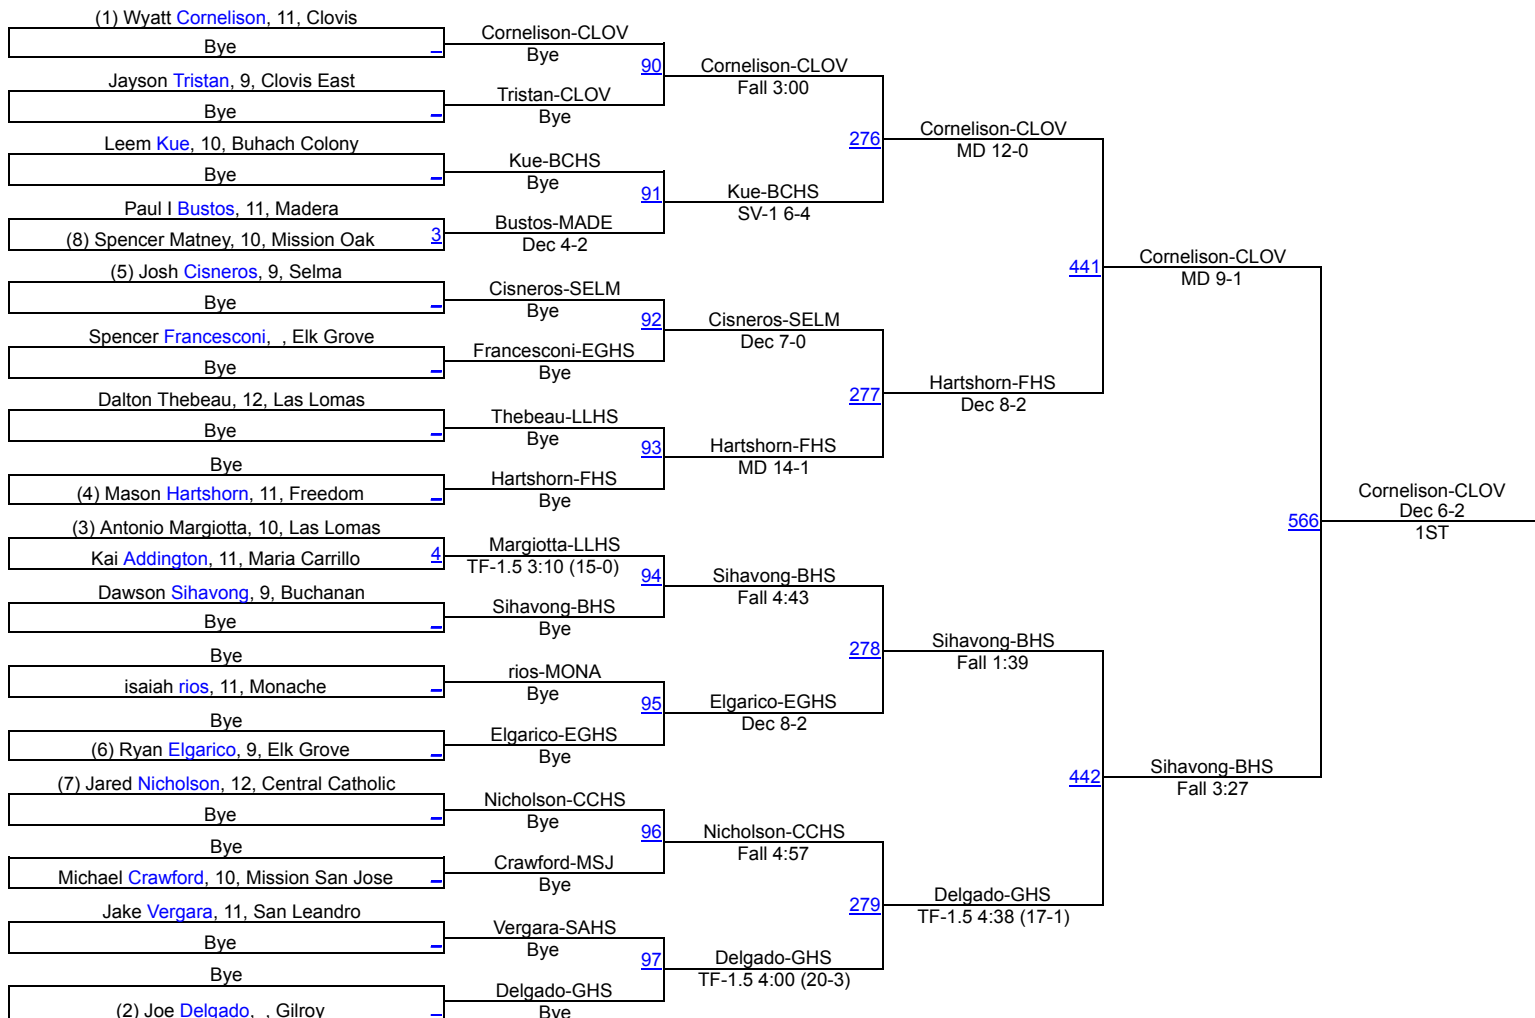 (1) Wyatt Cornelison, 11, Clovis
Bye
Jayson Tristan, 9, Clovis East
Bye
Leem Kue, 10, Buhach Colony
Bye
Paul I Bustos, 11, Madera
(8) Spencer Matney, 10, Mission Oak 3
(5) Josh Cisneros, 9, Selma
Bye
Spencer Francesconi, , Elk Grove
Bye
Dalton Thebeau, 12, Las Lomas
Bye
Bye
(4) Mason Hartshorn, 11, Freedom
(3) Antonio Margiotta, 10, Las Lomas
Kai Addington, 11, Maria Carrillo 4
Dawson Sihavong, 9, Buchanan
Bye
Bye
isaiah rios, 11, Monache
Bye
(6) Ryan Elgarico, 9, Elk Grove
(7) Jared Nicholson, 12, Central Catholic
Bye
Bye
Michael Crawford, 10, Mission San Jose
Jake Vergara, 11, San Leandro
Bye
Bye
(2) Joe Delgado, , Gilroy
Cornelison-CLOV
Bye
90
Tristan-CLOV
Bye
Kue-BCHS
Bye
91
Bustos-MADE
Dec 4-2
Cisneros-SELM
Bye
92
Francesconi-EGHS
Bye
Thebeau-LLHS
Bye
93
Hartshorn-FHS
Bye
Margiotta-LLHS
TF-1.5 3:10 (15-0)
94
Sihavong-BHS
Bye
rios-MONA
Bye
95
Elgarico-EGHS
Bye
Nicholson-CCHS
Bye
96
Crawford-MSJ
Bye
Vergara-SAHS
Bye
97
Delgado-GHS
Bye
Cornelison-CLOV
Fall 3:00
276
Kue-BCHS
SV-1 6-4
Cisneros-SELM
Dec 7-0
277
Hartshorn-FHS
MD 14-1
Sihavong-BHS
Fall 4:43
278
Elgarico-EGHS
Dec 8-2
Nicholson-CCHS
Fall 4:57
279
Delgado-GHS
TF-1.5 4:00 (20-3)
Cornelison-CLOV
MD 12-0
441
Hartshorn-FHS
Dec 8-2
Sihavong-BHS
Fall 1:39
442
Delgado-GHS
TF-1.5 4:38 (17-1)
Cornelison-CLOV
MD 9-1
566
Sihavong-BHS
Fall 3:27
Cornelison-CLOV
Dec 6-2
1ST